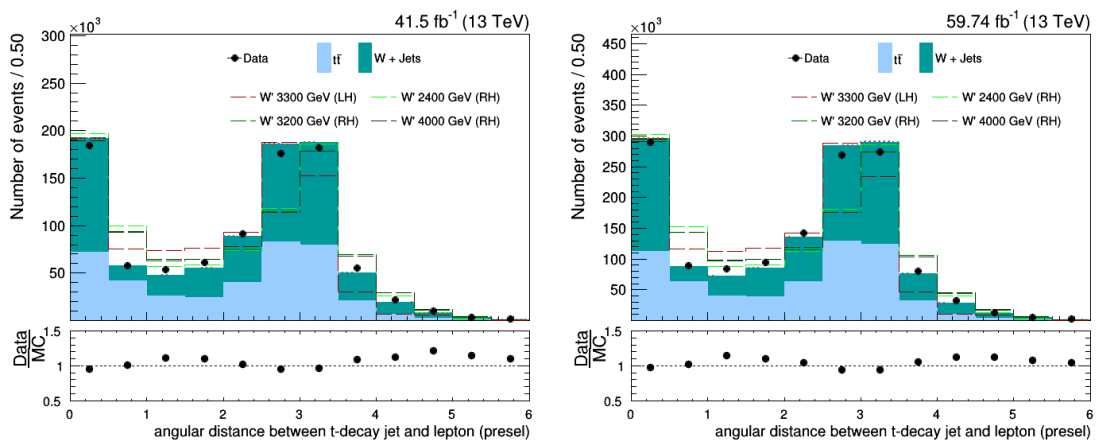 41.5 fb⁻¹ (13 TeV)
×10³
Number of events / 0.50
300
250
200
150
100
50
Data
tt̄
W + Jets
W' 3300 GeV (LH)
W' 2400 GeV (RH)
W' 3200 GeV (RH)
W' 4000 GeV (RH)
Data
MC
1.5
1
0.5
0 1 2 3 4 5 6
angular distance between t-decay jet and lepton (presel)
59.74 fb⁻¹ (13 TeV)
×10³
Number of events / 0.50
450
400
350
300
250
200
150
100
50
Data
tt̄
W + Jets
W' 3300 GeV (LH)
W' 2400 GeV (RH)
W' 3200 GeV (RH)
W' 4000 GeV (RH)
Data
MC
1.5
1
0.5
0 1 2 3 4 5 6
angular distance between t-decay jet and lepton (presel)